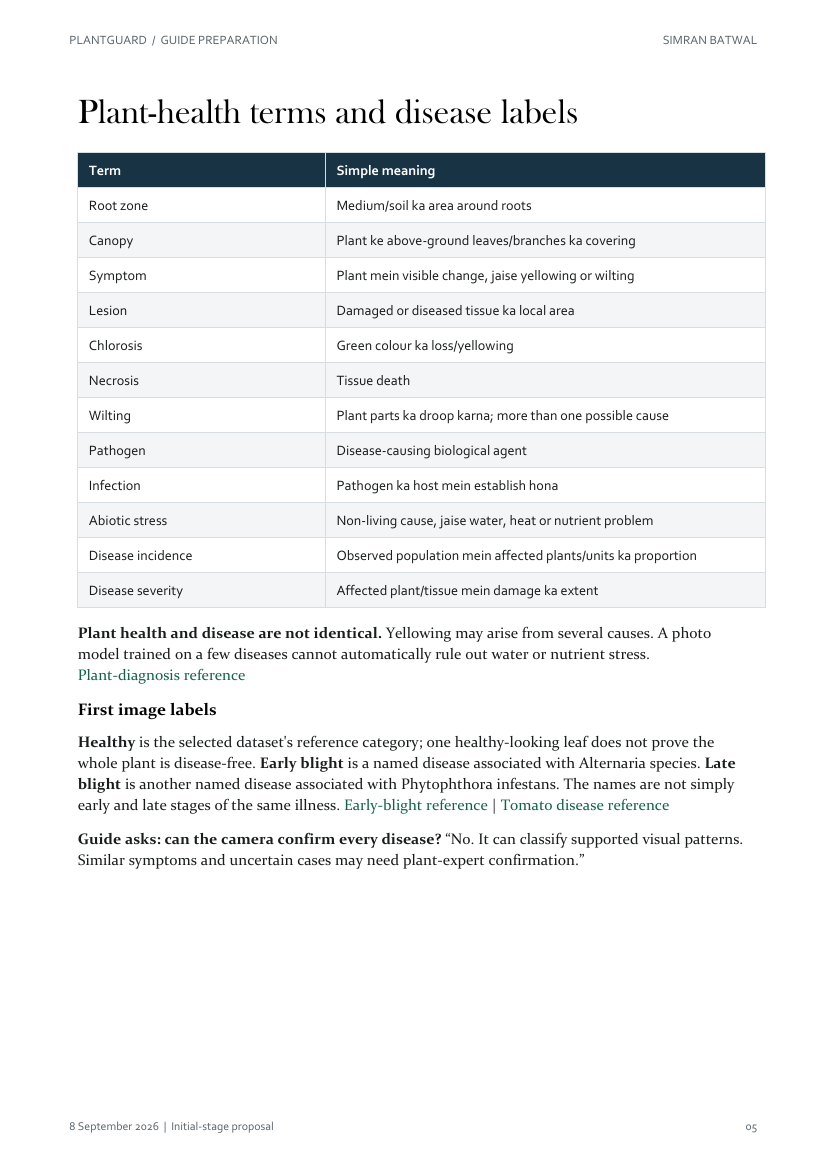 PLANTGUARD / GUIDE PREPARATION SIMRAN BATWAL
Plant-health terms and disease labels
Term Simple meaning
Root zone Medium/soil ka area around roots
Canopy Plant ke above-ground leaves/branches ka covering
Symptom Plant mein visible change, jaise yellowing or wilting
Lesion Damaged or diseased tissue ka local area
Chlorosis Green colour ka loss/yellowing
Necrosis Tissue death
Wilting Plant parts ka droop karna; more than one possible cause
Pathogen Disease-causing biological agent
Infection Pathogen ka host mein establish hona
Abiotic stress Non-living cause, jaise water, heat or nutrient problem
Disease incidence Observed population mein affected plants/units ka proportion
Disease severity Affected plant/tissue mein damage ka extent
Plant health and disease are not identical. Yellowing may arise from several causes. A photo
model trained on a few diseases cannot automatically rule out water or nutrient stress.
Plant-diagnosis reference
First image labels
Healthy is the selected dataset's reference category; one healthy-looking leaf does not prove the
whole plant is disease-free. Early blight is a named disease associated with Alternaria species. Late
blight is another named disease associated with Phytophthora infestans. The names are not simply
early and late stages of the same illness. Early-blight reference | Tomato disease reference
Guide asks: can the camera confirm every disease? “No. It can classify supported visual patterns.
Similar symptoms and uncertain cases may need plant-expert confirmation.”
8 September 2026 | Initial-stage proposal 05